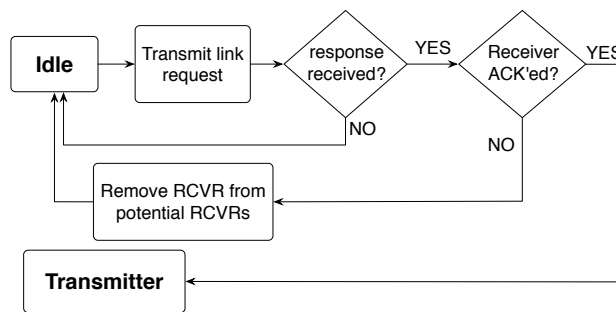 Idle
Transmit link
request
response
received?
YES
Receiver
ACK'ed?
YES
NO
NO
Remove RCVR from
potential RCVRs
Transmitter